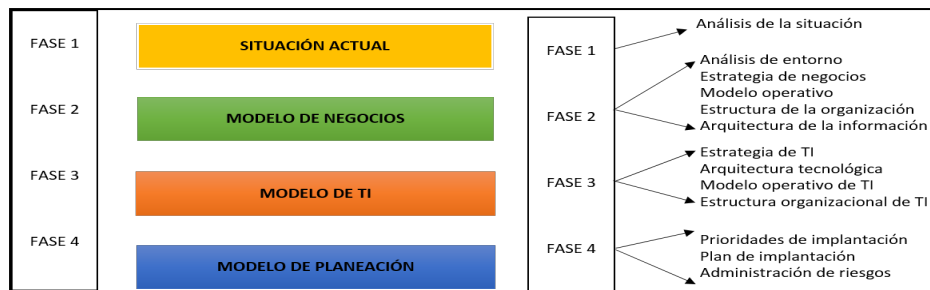 FASE 1
SITUACIÓN ACTUAL
FASE 2
MODELO DE NEGOCIOS
FASE 3
MODELO DE TI
FASE 4
MODELO DE PLANEACIÓN
FASE 1
Análisis de la situación
FASE 2
Análisis de entorno
Estrategia de negocios
Modelo operativo
Estructura de la organización
Arquitectura de la información
FASE 3
Estrategia de TI
Arquitectura tecnológica
Modelo operativo de TI
Estructura organizacional de TI
FASE 4
Prioridades de implantación
Plan de implantación
Administración de riesgos